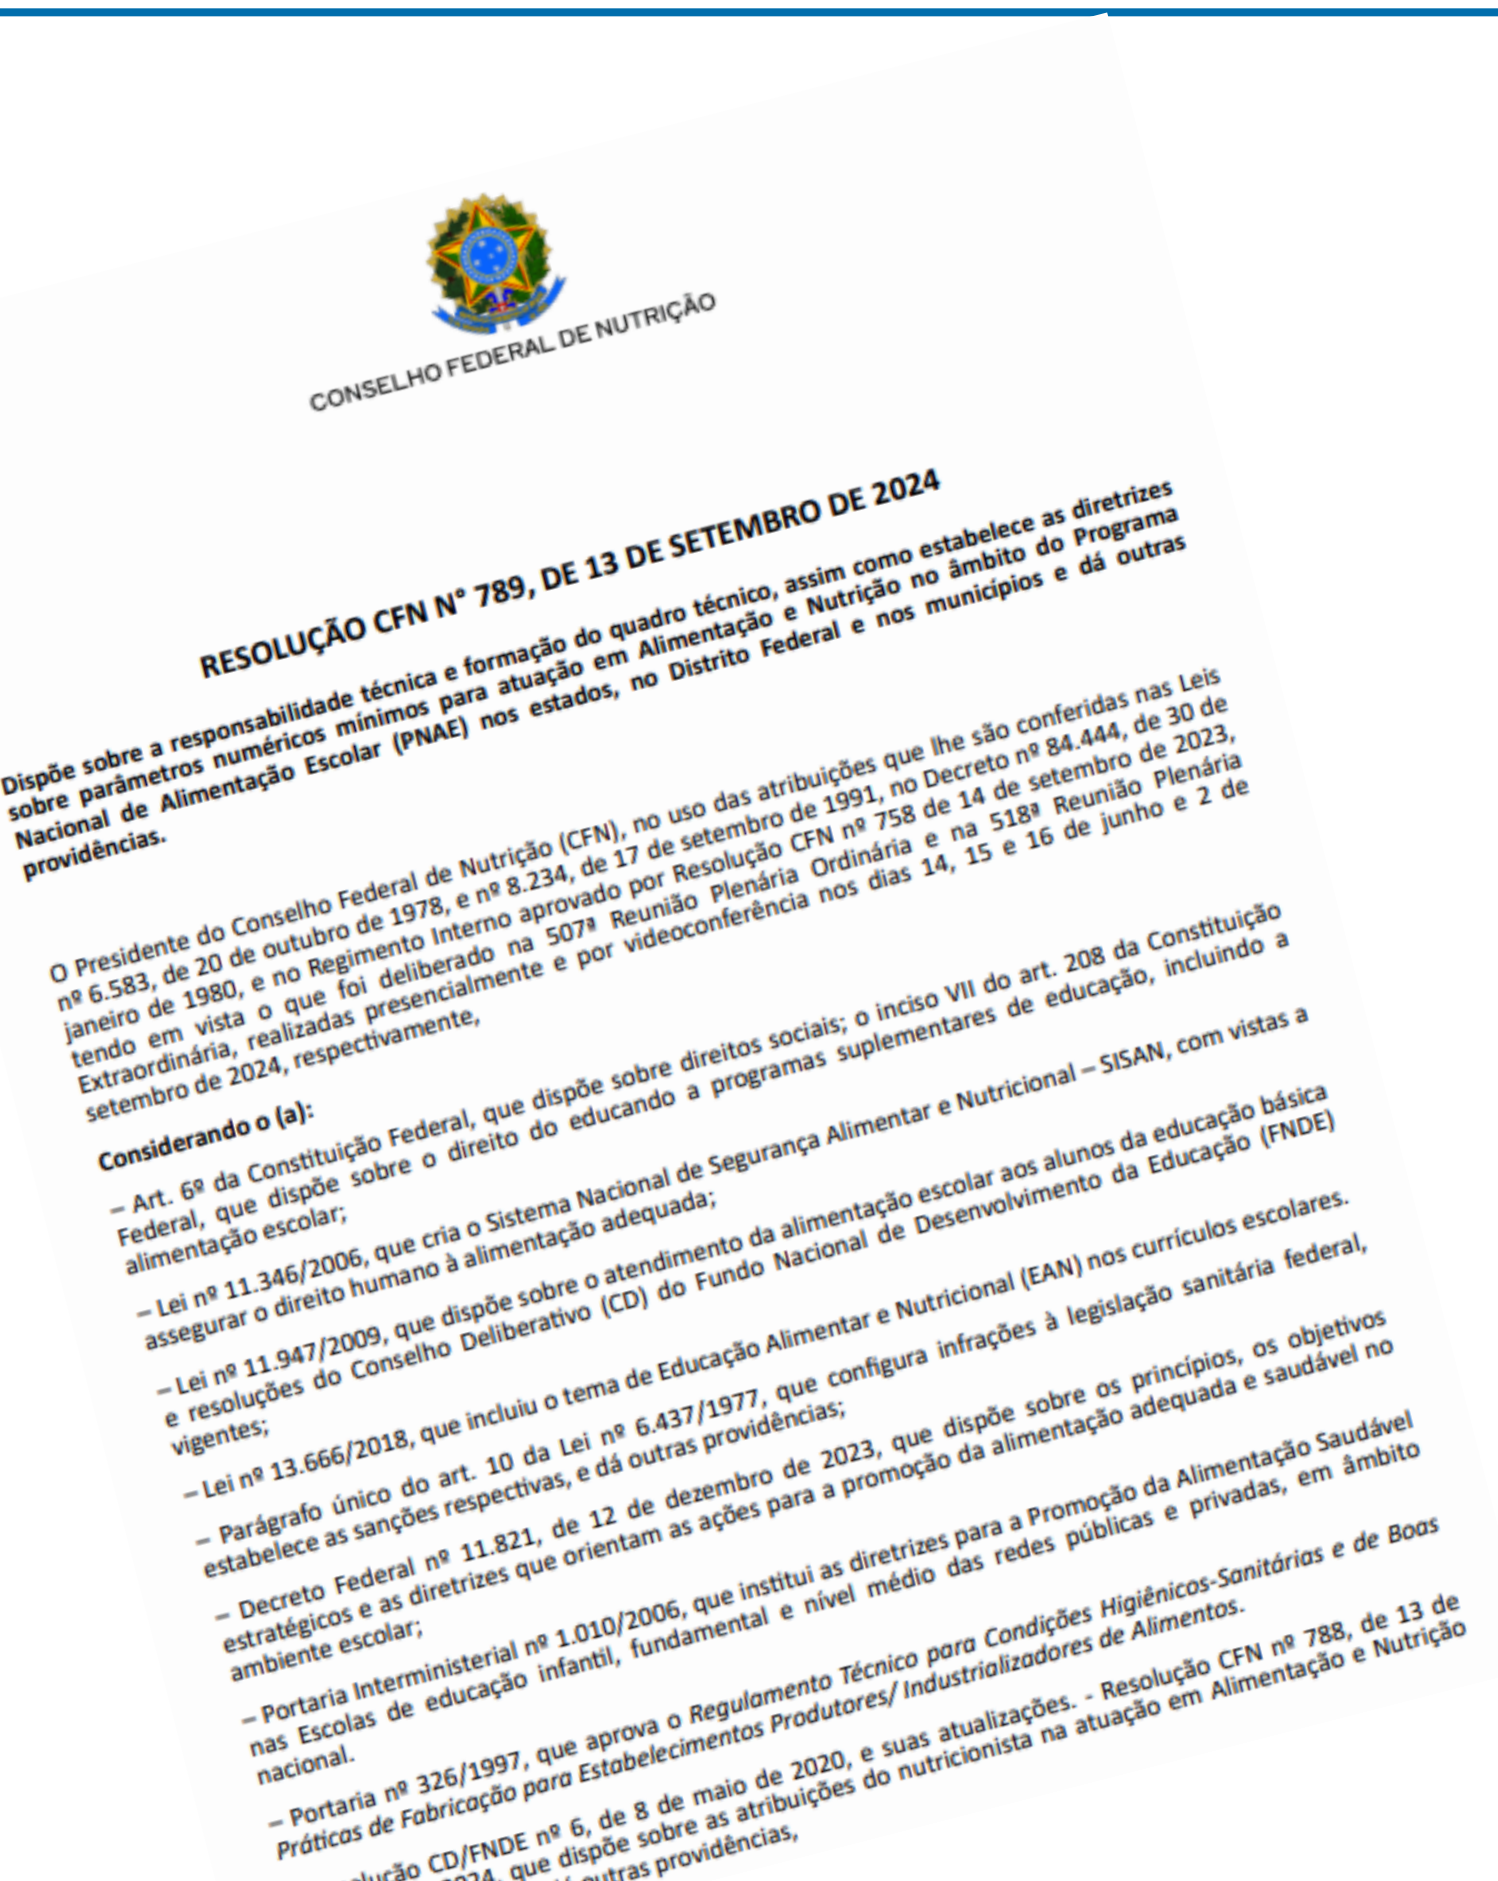 CONSELHO FEDERAL DE NUTRIÇÃO
RESOLUÇÃO CFN N° 789, DE 13 DE SETEMBRO DE 2024
Dispõe sobre a responsabilidade técnica e formação do quadro técnico, assim como estabelece as diretrizes
sobre parâmetros numéricos mínimos para atuação em Alimentação e Nutrição no âmbito do Programa
Nacional de Alimentação Escolar (PNAE) nos estados, no Distrito Federal e nos municípios e dá outras
providências.
O Presidente do Conselho Federal de Nutrição (CFN), no uso das atribuições que lhe são conferidas nas Leis
nº 6.583, de 20 de outubro de 1978, e nº 8.234, de 17 de setembro de 1991, no Decreto nº 84.444, de 30 de
janeiro de 1980, e no Regimento Interno aprovado por Resolução CFN nº 758 de 14 de setembro de 2023,
tendo em vista o que foi deliberado na 507ª Reunião Plenária Ordinária e na 518ª Reunião Plenária
Extraordinária, realizadas presencialmente e por videoconferência nos dias 14, 15 e 16 de junho e 2 de
setembro de 2024, respectivamente,
Considerando o (a):
– Art. 6º da Constituição Federal, que dispõe sobre direitos sociais; o inciso VII do art. 208 da Constituição
Federal, que dispõe sobre o direito do educando a programas suplementares de educação, incluindo a
alimentação escolar;
– Lei nº 11.346/2006, que cria o Sistema Nacional de Segurança Alimentar e Nutricional – SISAN, com vistas a
assegurar o direito humano à alimentação adequada;
– Lei nº 11.947/2009, que dispõe sobre o atendimento da alimentação escolar aos alunos da educação básica
e resoluções do Conselho Deliberativo (CD) do Fundo Nacional de Desenvolvimento da Educação (FNDE)
vigentes;
– Lei nº 13.666/2018, que incluiu o tema de Educação Alimentar e Nutricional (EAN) nos currículos escolares.
– Parágrafo único do art. 10 da Lei nº 6.437/1977, que configura infrações à legislação sanitária federal,
estabelece as sanções respectivas, e dá outras providências;
– Decreto Federal nº 11.821, de 12 de dezembro de 2023, que dispõe sobre os princípios, os objetivos
estratégicos e as diretrizes que orientam as ações para a promoção da alimentação adequada e saudável no
ambiente escolar;
– Portaria Interministerial nº 1.010/2006, que institui as diretrizes para a Promoção da Alimentação Saudável
nas Escolas de educação infantil, fundamental e nível médio das redes públicas e privadas, em âmbito
nacional.
– Portaria nº 326/1997, que aprova o Regulamento Técnico para Condições Higiênicos-Sanitárias e de Boas
Práticas de Fabricação para Estabelecimentos Produtores/ Industrializadores de Alimentos.
CD/FNDE nº 6, de 8 de maio de 2020, e suas atualizações. - Resolução CFN nº 788, de 13 de
que dispõe sobre as atribuições do nutricionista na atuação em Alimentação e Nutrição
outras providências,